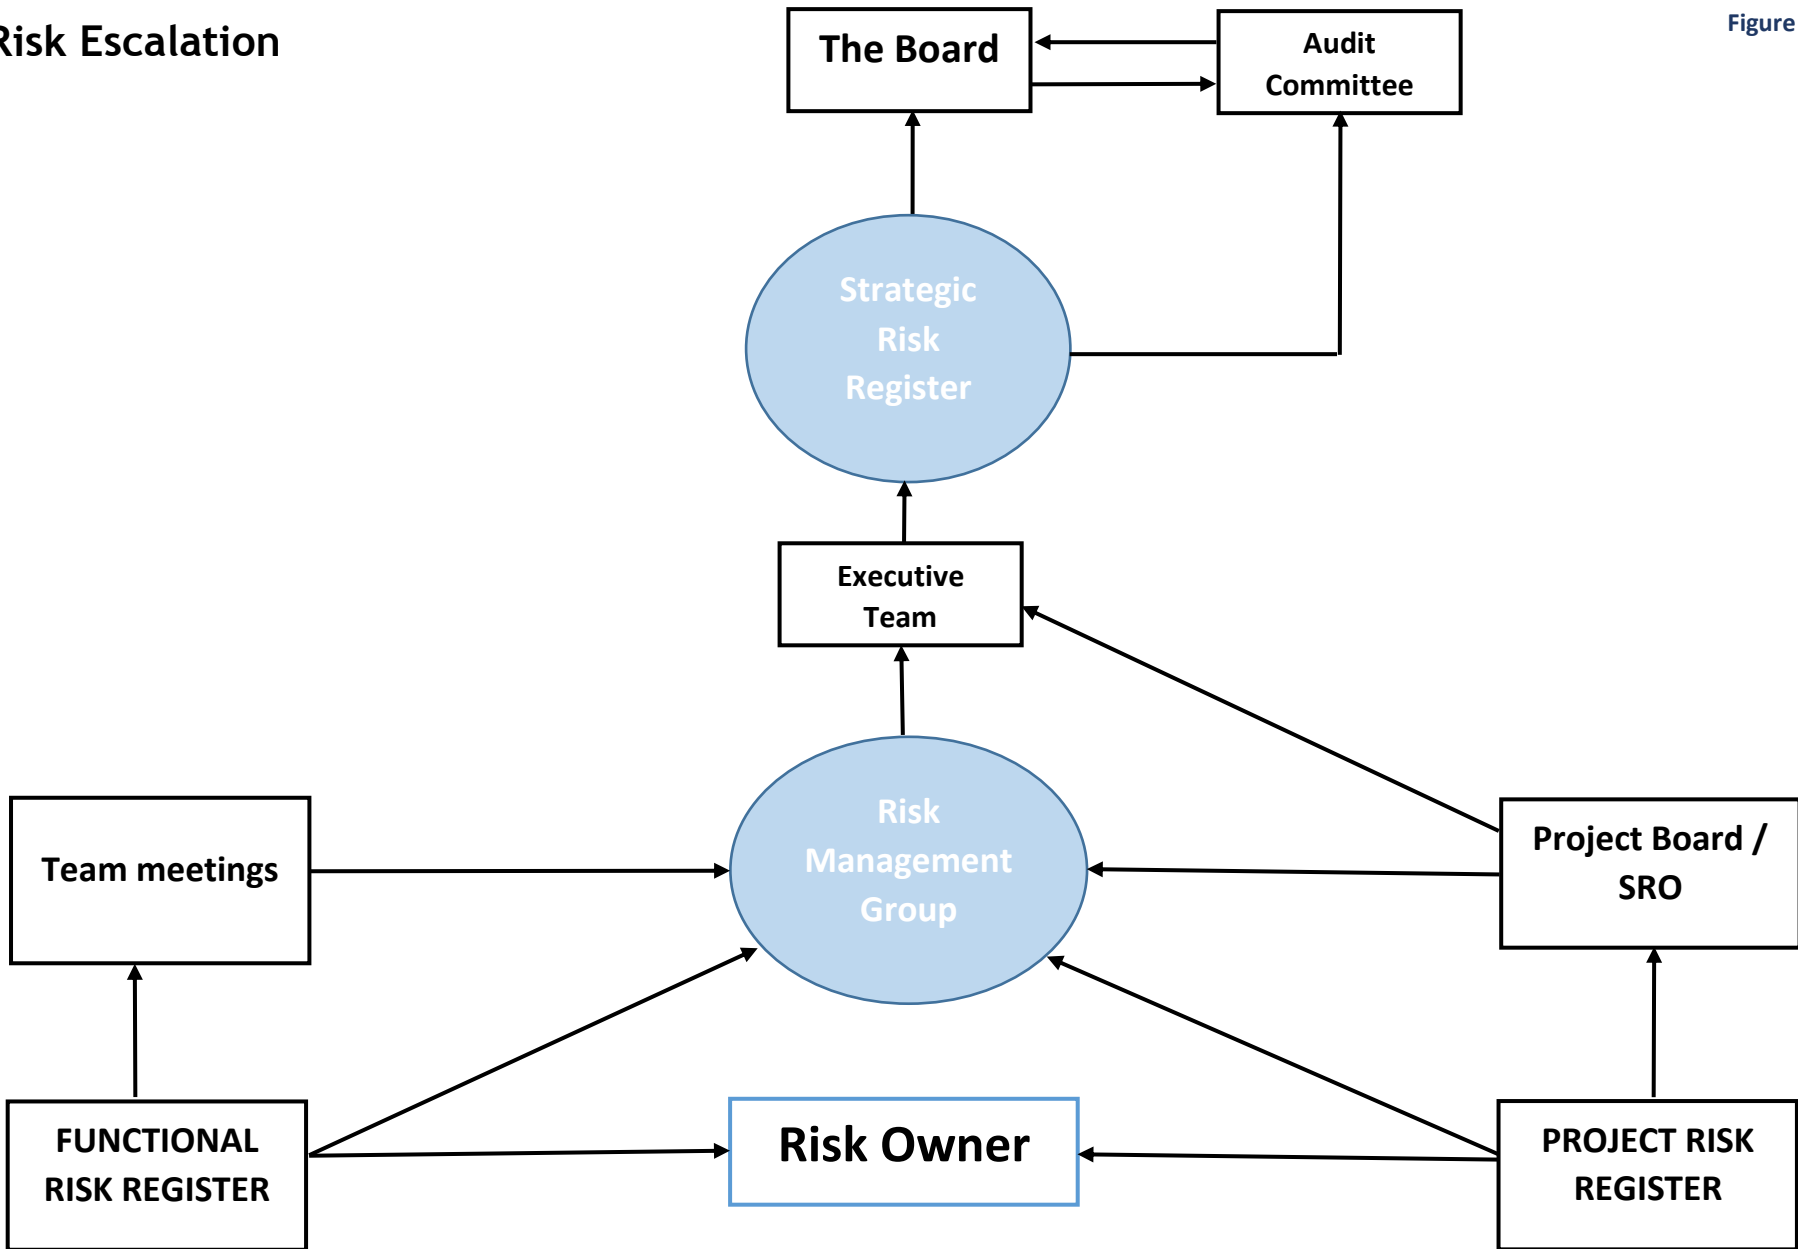 Risk Escalation
Figure
The Board
Audit
Committee
Strategic
Risk
Register
Executive
Team
Risk
Management
Group
Team meetings
Project Board /
SRO
FUNCTIONAL
RISK REGISTER
Risk Owner
PROJECT RISK
REGISTER